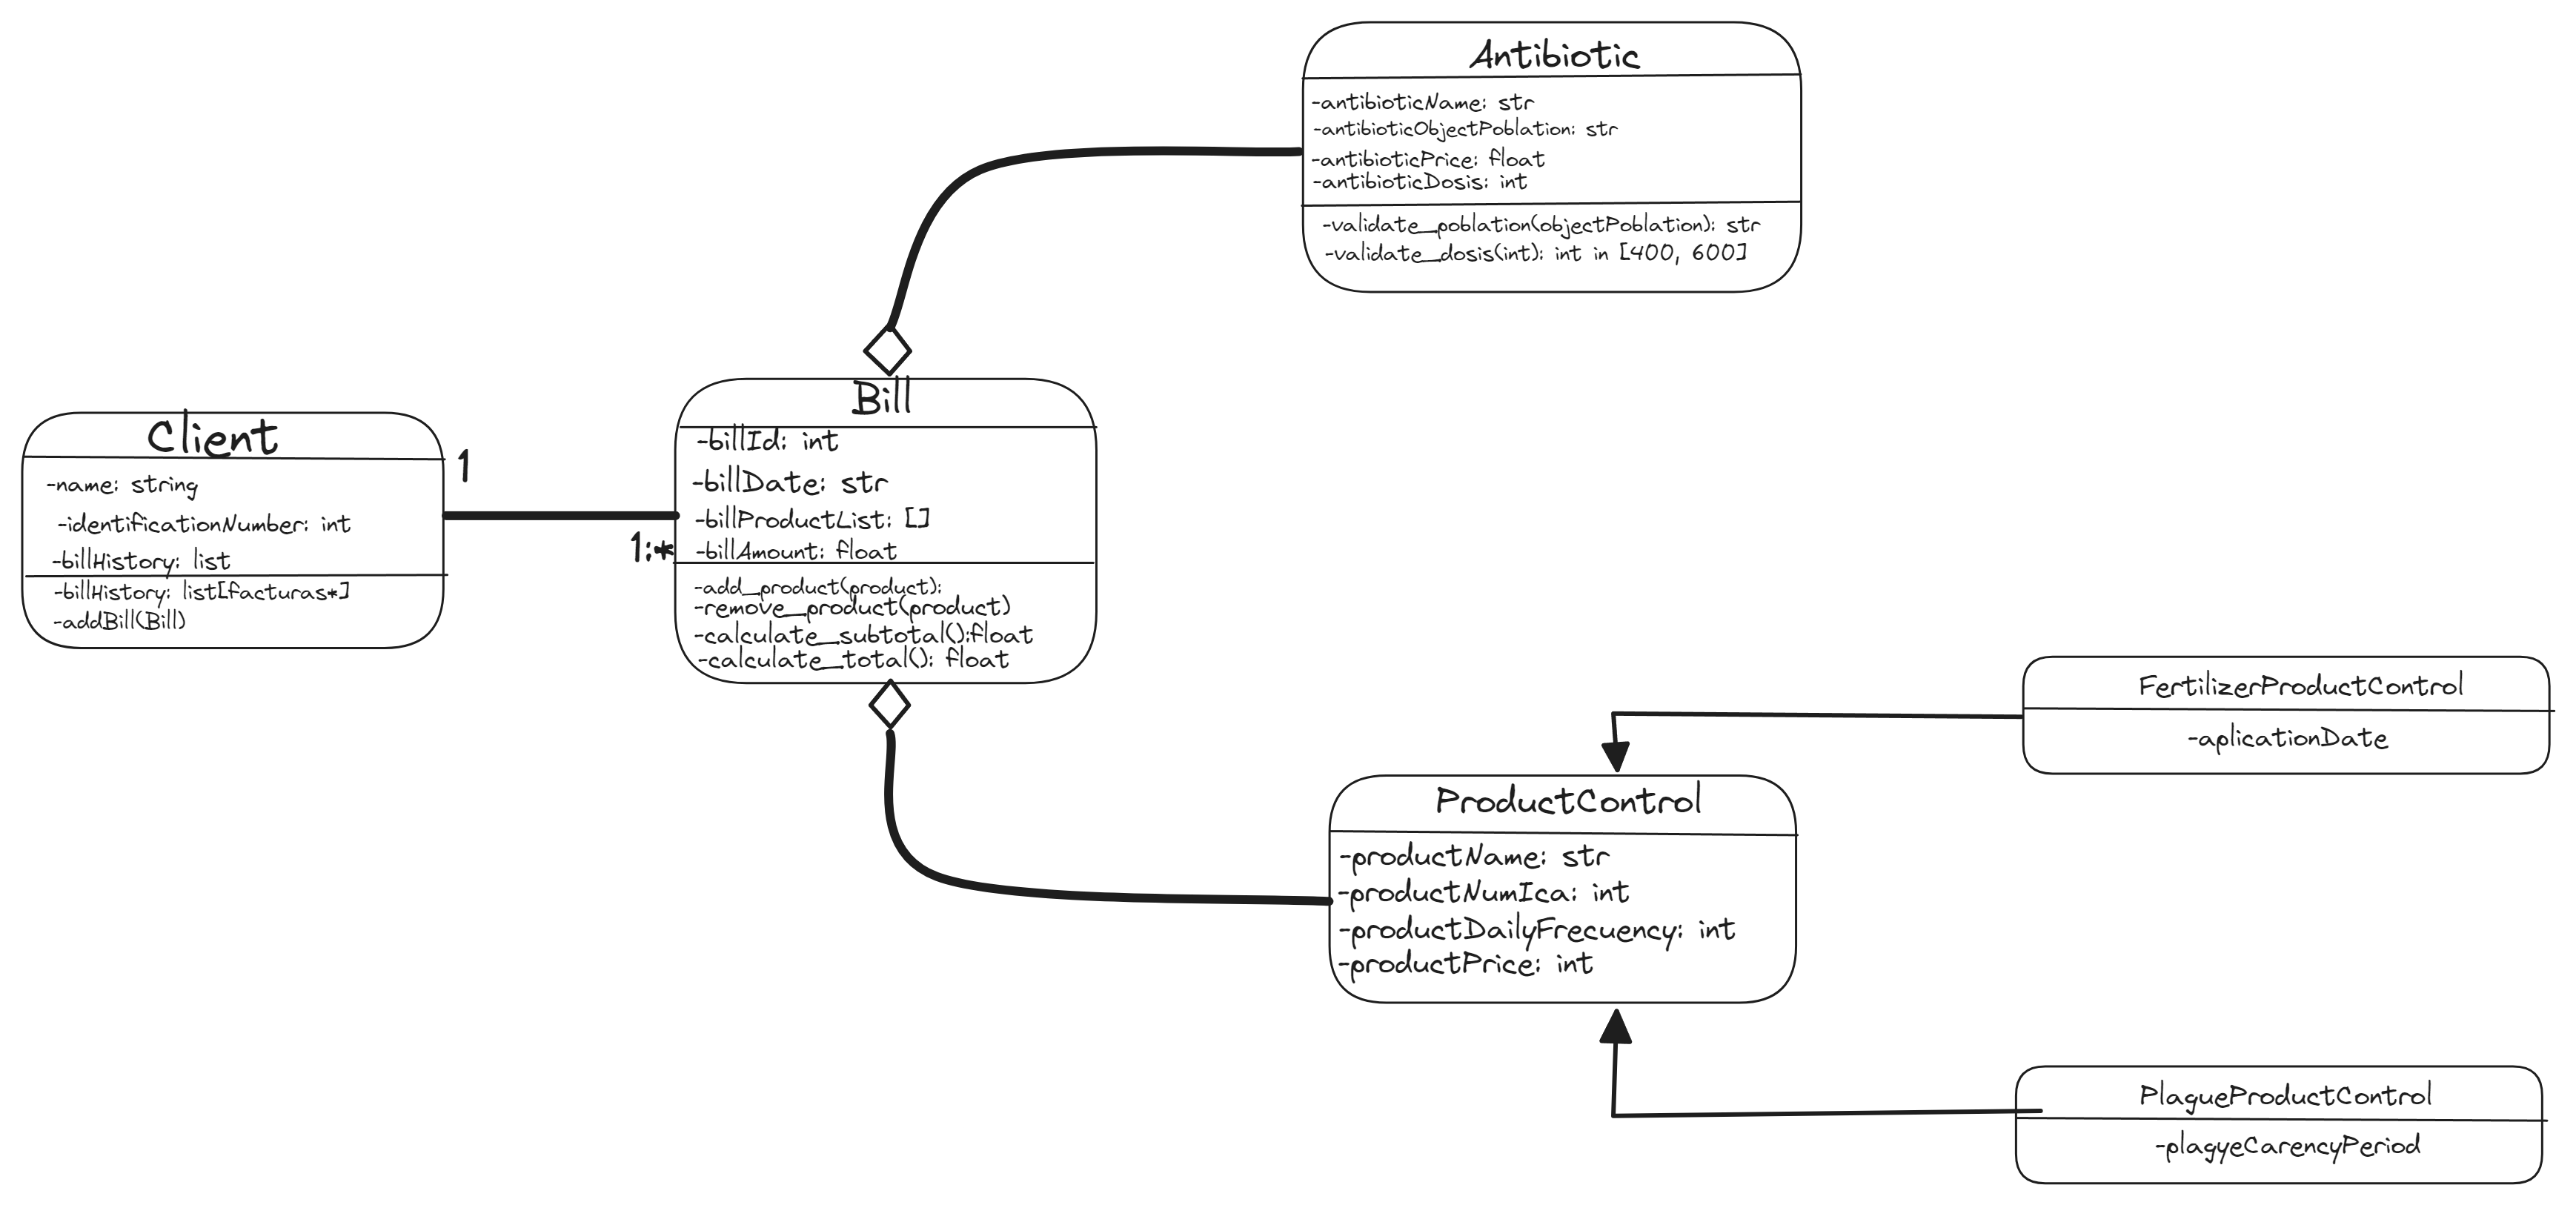 Antibiotic
-antibioticName: str
-antibioticObjectPoblation: str
-antibioticPrice: float
-antibioticDosis: int
-validate_poblation(objectPoblation): str
-validate_dosis(int): int in [400, 600]
Client
-name: string
-identificationNumber: int
-billHistory: list
-billHistory: list[facturas*]
-addBill(Bill)
1
1:*
Bill
-billId: int
-billDate: str
-billProductList: []
-billAmount: float
-add_product(product):
-remove_product(product)
-calculate_subtotal():float
-calculate_total(): float
FertilizerProductControl
-aplicationDate
ProductControl
-productName: str
-productNumIca: int
-productDailyFrecuency: int
-productPrice: int
PlagueProductControl
-plagyeCarencyPeriod